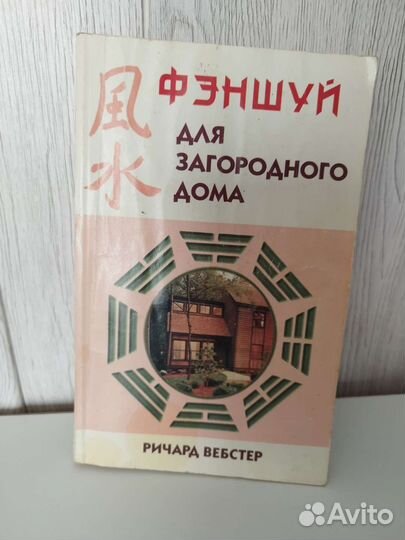 風水
ФЭНШУЙ
ДЛЯ
ЗАГОРОДНОГО
ДОМА
РИЧАРД ВЕБСТЕР
Avito